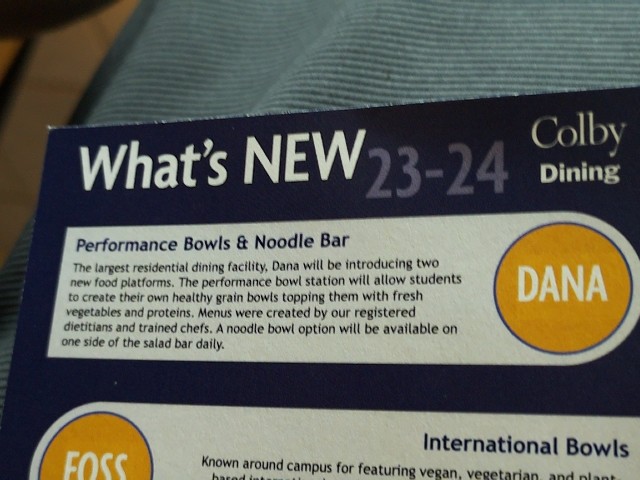 What's NEW 23-24
Colby
Dining
Performance Bowls & Noodle Bar
The largest residential dining facility, Dana will be introducing two
new food platforms. The performance bowl station will allow students
to create their own healthy grain bowls topping them with fresh
vegetables and proteins. Menus were created by our registered
dietitians and trained chefs. A noodle bowl option will be available on
one side of the salad bar daily.
DANA
FOSS
International Bowls
Known around campus for featuring vegan, vegetarian, and plant-
based